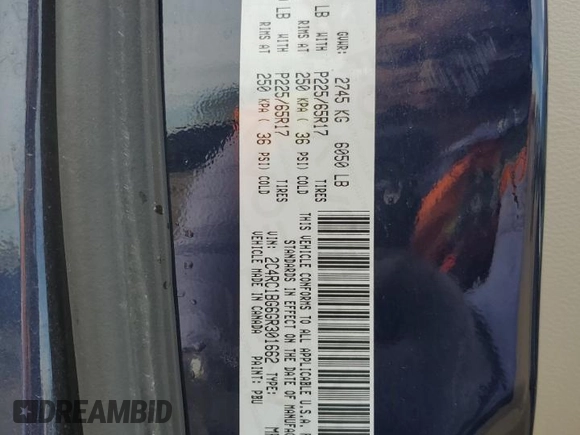 GVWR: 2745 KG 6050 LB
LB WITH P225/65R17 TIRES
RIMS AT 250 KPA ( 36 PSI) COLD
LB WITH P225/65R17 TIRES
RIMS AT 250 KPA ( 36 PSI) COLD
THIS VEHICLE CONFORMS TO ALL APPLICABLE U.S.A.
STANDARDS IN EFFECT ON THE DATE OF
VIN: 2C4RC1BG6GR301662 TYPE:
VEHICLE MADE IN CANADA PAINT: PBU
DREAMBID